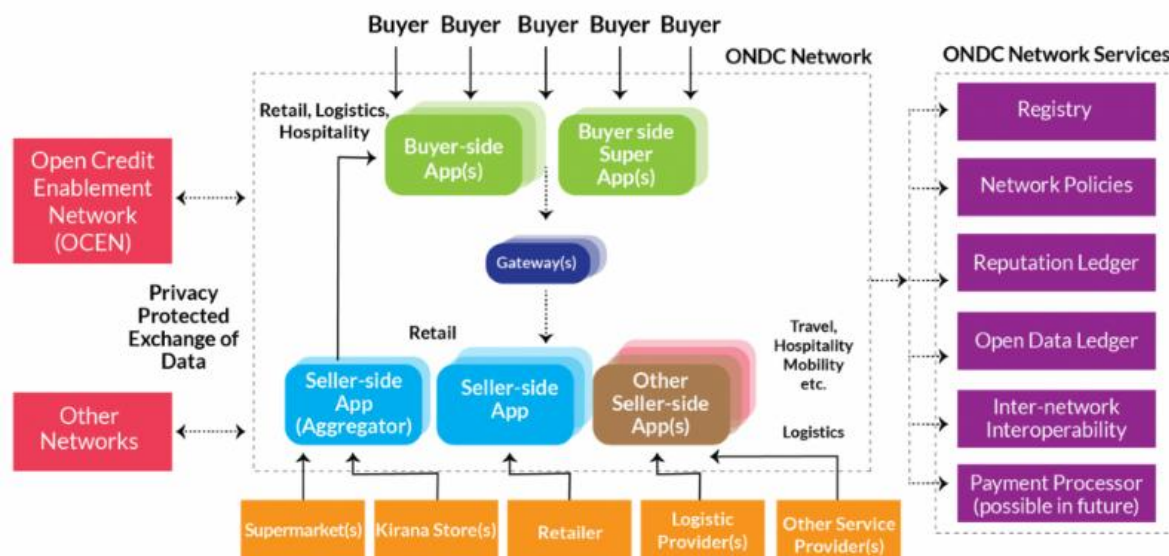 Buyer Buyer Buyer Buyer Buyer
ONDC Network
ONDC Network Services
Retail, Logistics,
Hospitality
Buyer-side
App(s)
Buyer side
Super
App(s)
Open Credit
Enablement
Network
(OCEN)
Gateway(s)
Privacy
Protected
Exchange of
Data
Retail
Travel,
Hospitality
Mobility
etc.
Logistics
Seller-side
App
(Aggregator)
Seller-side
App
Other
Seller-side
App(s)
Other
Networks
Supermarket(s)
Kirana Store(s)
Retailer
Logistic
Provider(s)
Other Service
Provider(s)
Registry
Network Policies
Reputation Ledger
Open Data Ledger
Inter-network
Interoperability
Payment Processor
(possible in future)